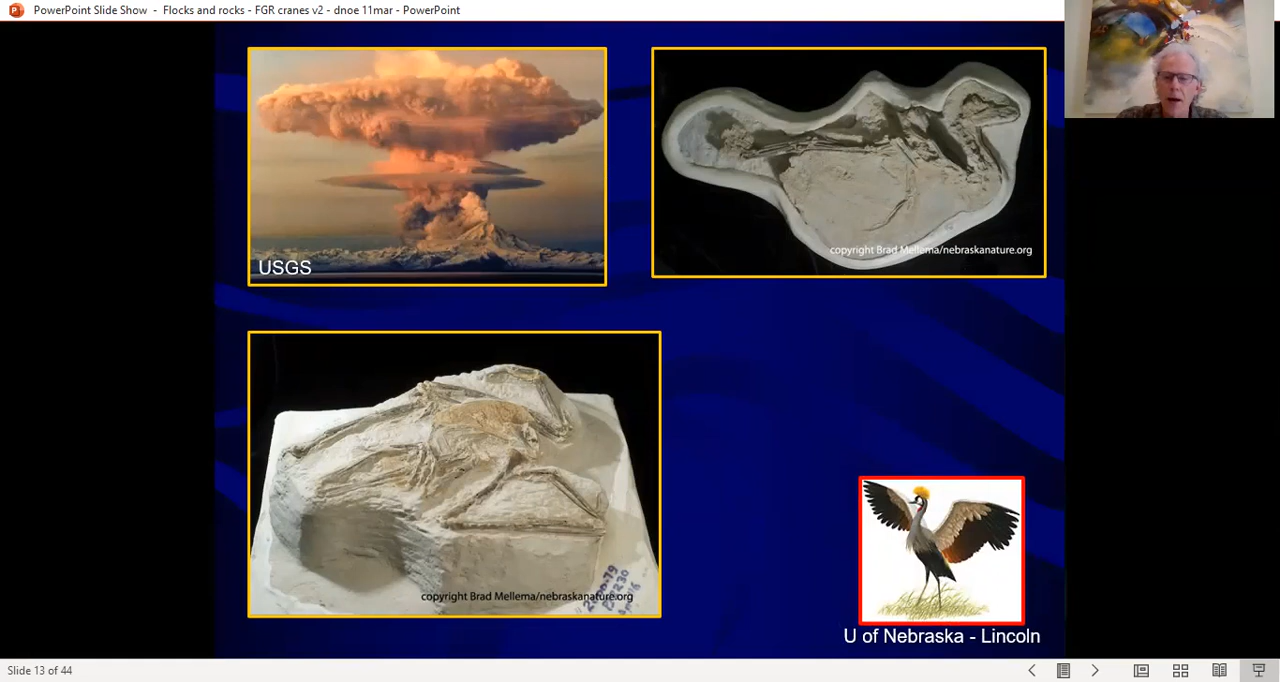 PowerPoint Slide Show - Flocks and rocks - FGR cranes v2 - dnoe 11mar - PowerPoint
USGS
copyright Brad Mellema/nebraskanature.org
copyright Brad Mellema/nebraskanature.org
U of Nebraska - Lincoln
Slide 13 of 44